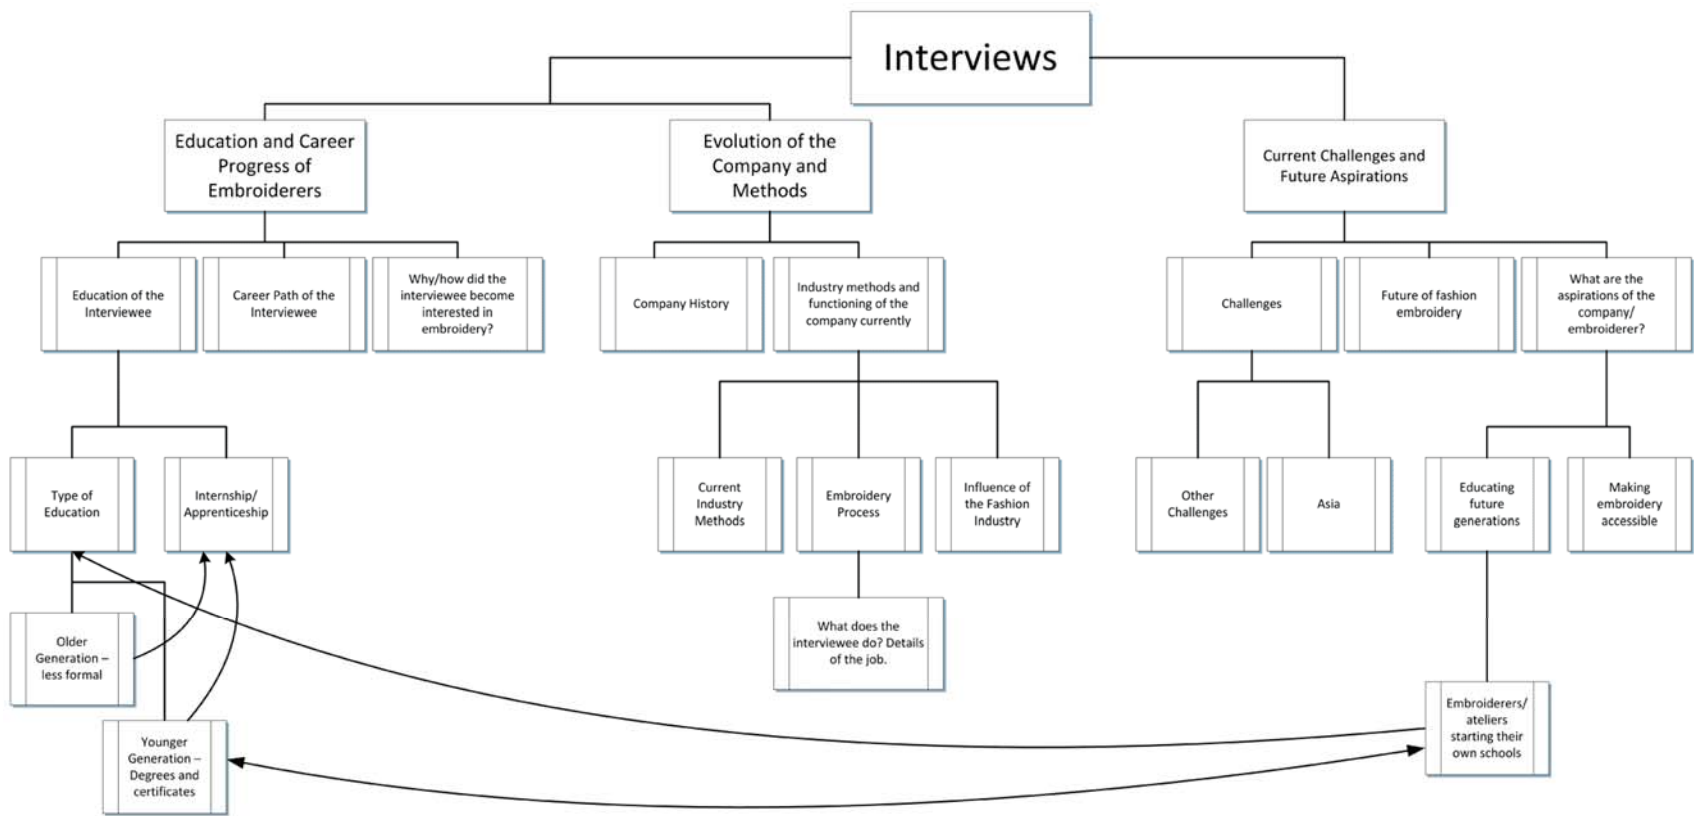 Interviews
Education and Career
Progress of
Embroiderers
Evolution of the
Company and
Methods
Current Challenges and
Future Aspirations
Education of the
Interviewee
Career Path of the
Interviewee
Why/how did the
interviewee become
interested in
embroidery?
Company History
Industry methods and
functioning of the
company currently
Challenges
Future of fashion
embroidery
What are the
aspirations of the
company/
embroiderer?
Type of
Education
Internship/
Apprenticeship
Current
Industry
Methods
Embroidery
Process
Influence of
the Fashion
Industry
Other
Challenges
Asia
Educating
future
generations
Making
embroidery
accessible
Older
Generation –
less formal
What does the
interviewee do? Details
of the job.
Younger
Generation –
Degrees and
certificates
Embroiderers/
ateliers
starting their
own schools